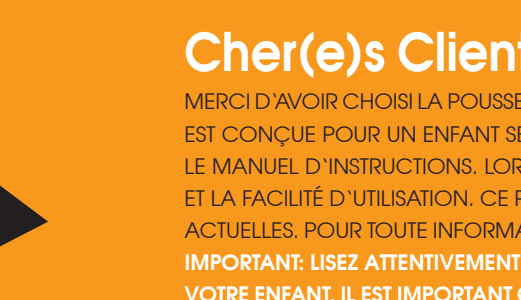 Cher(e)s Client
MERCI D`AVOIR CHOISI LA POUSSE
EST CONÇUE POUR UN ENFANT SE
LE MANUEL D`INSTRUCTIONS. LOR
ET LA FACILITÉ D`UTILISATION. CE
ACTUELLES. POUR TOUTE INFORMA
IMPORTANT: LISEZ ATTENTIVEMENT
VOTRE ENFANT. IL EST IMPORTANT